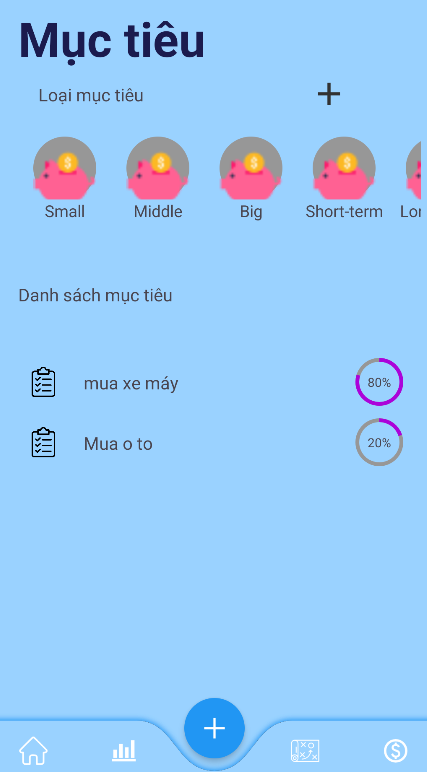 Mục tiêu
Loại mục tiêu
Small Middle Big Short-term Lon
Danh sách mục tiêu
mua xe máy 80%
Mua o to 20%